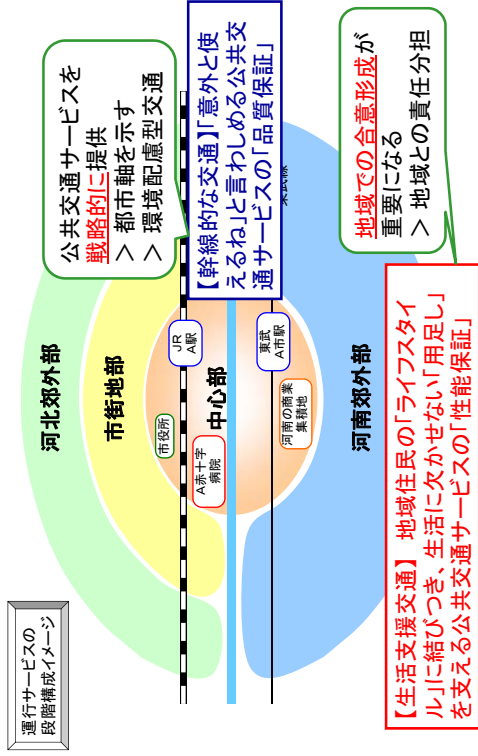 運行サービスの
段階構成イメージ
河北郊外部
市街地部
中心部
河南郊外部
市役所
A赤十字
病院
JR
A駅
東武
A市駅
河南の商業
集積地
公共交通サービスを
戦略的に提供
＞ 都市軸を示す
＞ 環境配慮型交通
【幹線的な交通】「意外と使
えるね」と言わしめる公共交
通サービスの「品質保証」
地域での合意形成が
重要になる
＞ 地域との責任分担
【生活支援交通】 地域住民の「ライフスタイ
ル」に結びつき、生活に欠かせない「用足し」
を支える公共交通サービスの「性能保証」